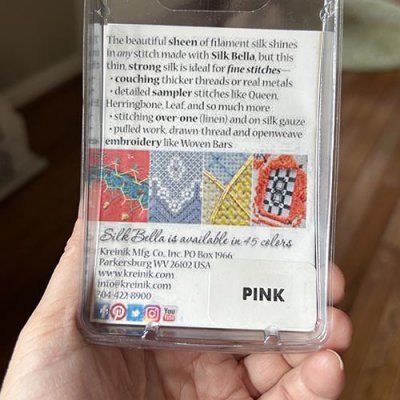 The beautiful sheen of filament silk shines
in any stitch made with Silk Bella, but this
thin, strong silk is ideal for fine stitches—
• couching thicker threads or real metals
• detailed sampler stitches like Queen,
Herringbone, Leaf, and so much more
• stitching over-one (linen) and on silk gauze
• pulled work, drawn-thread and openweave
embroidery like Woven Bars
Silk Bella is available in 45 colors
Kreinik Mfg. Co., Inc. PO Box 1966
Parkersburg WV 26102 USA
www.kreinik.com
info@kreinik.com
304-422-8900
PINK
You
Tube